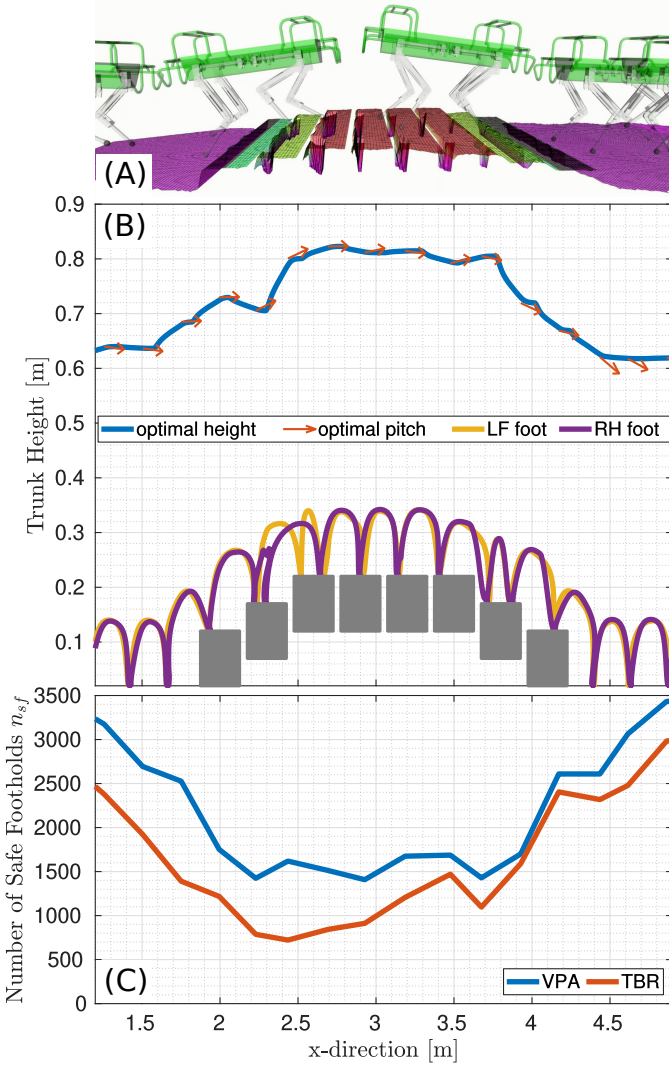 (A)
(B)
0.9
0.8
0.7
0.6
0.5
0.4
0.3
0.2
0.1
Trunk Height [m]
optimal height optimal pitch LF foot RH foot
(C)
3500
3000
2500
2000
1500
1000
500
0
Number of Safe Footholds n_sf
VPA TBR
1.5 2 2.5 3 3.5 4 4.5
x-direction [m]